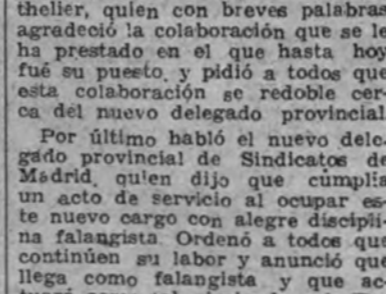 thelier, quien con breves palabras
agradeció la colaboración que se le
ha prestado en el que hasta hoy
fué su puesto, y pidió a todos que
esta colaboración se redoble cer-
ca del nuevo delegado provincial.
Por último habló el nuevo dele-
gado provincial de Sindicatos de
Madrid, quien dijo que cumplía
un acto de servicio al ocupar es-
te nuevo cargo con alegre discipli-
na falangista. Ordenó a todos que
continúen su labor y anunció que
llega como falangista y que ac-